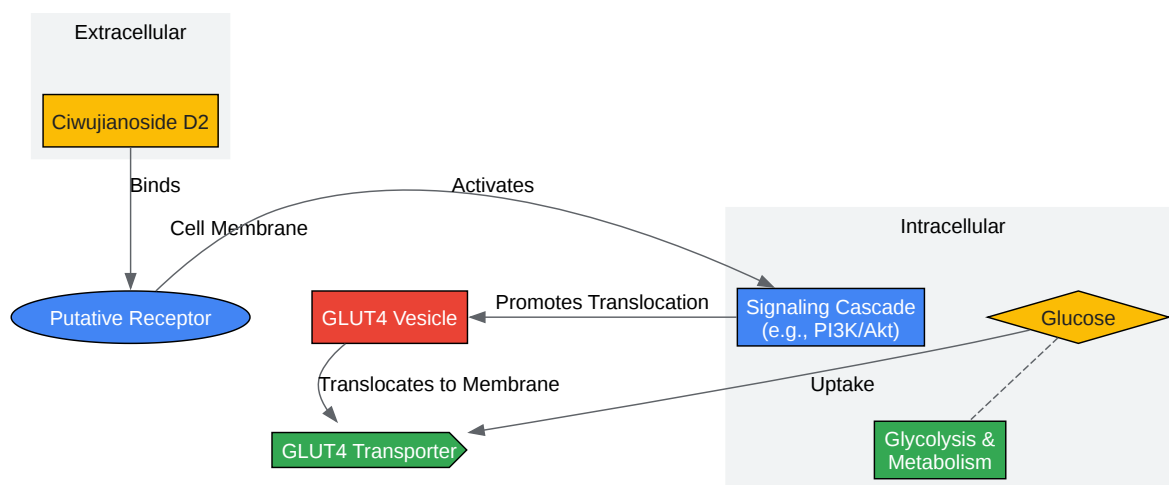 Extracellular
Ciwujianoside D2
Binds
Activates
Cell Membrane
Intracellular
Putative Receptor
GLUT4 Vesicle
Promotes Translocation
Signaling Cascade
(e.g., PI3K/Akt)
Glucose
Translocates to Membrane
Uptake
GLUT4 Transporter
Glycolysis &
Metabolism